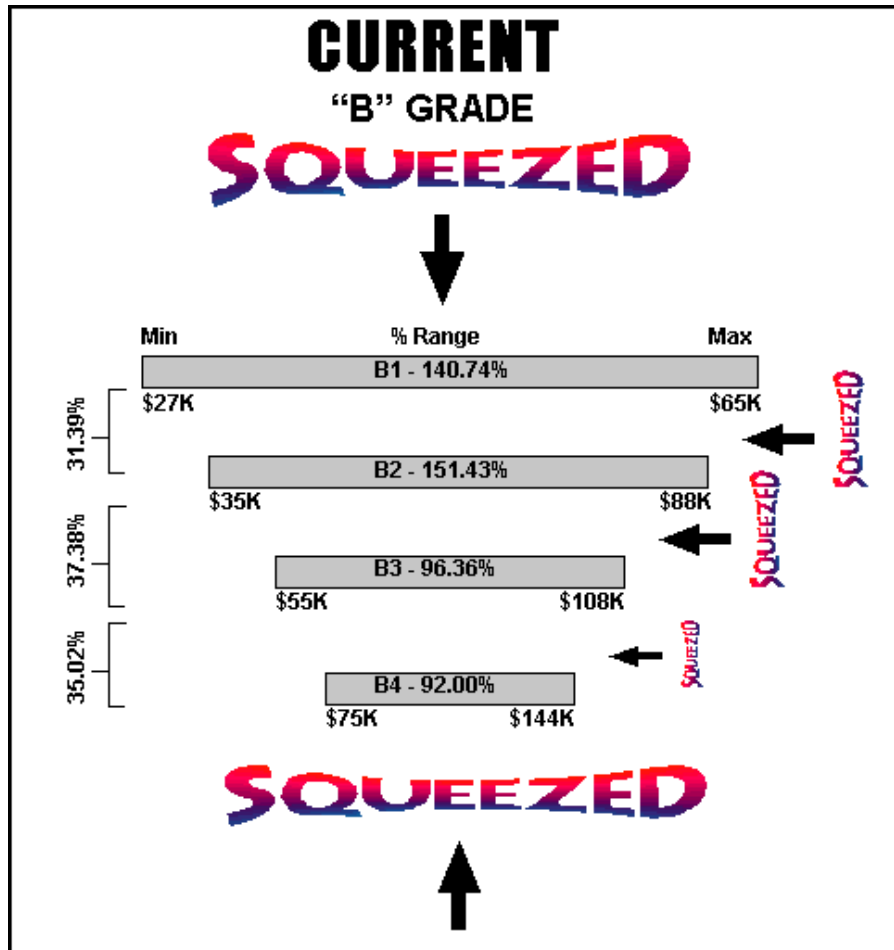 CURRENT
“B” GRADE
SQUEEZED
Min % Range Max
B1 - 140.74%
$27K $65K
31.39%
SQUEEZED
B2 - 151.43%
$35K $88K
37.38%
SQUEEZED
B3 - 96.36%
$55K $108K
35.02%
SQUEEZED
B4 - 92.00%
$75K $144K
SQUEEZED